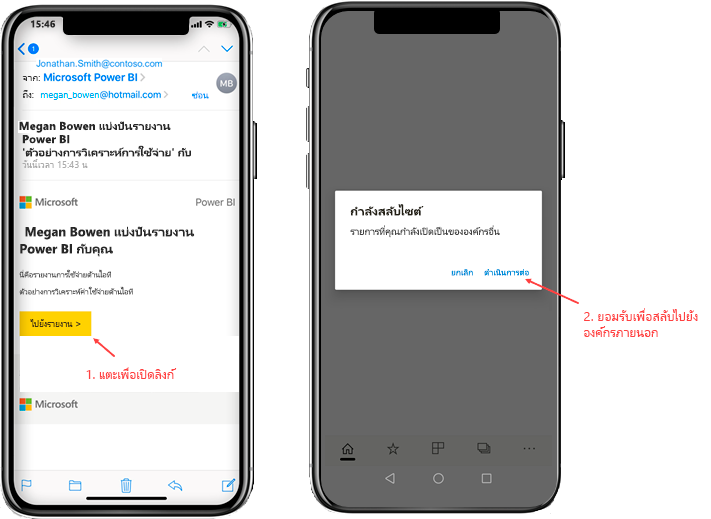 15:46
1
Jonathan.Smith@contoso.com
จาก: Microsoft Power BI
MB
ถึง: megan_bowen@hotmail.com
ซ่อน
Megan Bowen แบ่งปันรายงาน
Power BI
'ตัวอย่างการวิเคราะห์การใช้จ่าย' กับ
วันนี้เวลา 15:43 น
Microsoft
Power BI
Megan Bowen แบ่งปันรายงาน
Power BI กับคุณ
นี่คือรายงานการใช้จ่ายด้านไอที
ตัวอย่างการวิเคราะห์ค่าใช้จ่ายด้านไอที
ไปยังรายงาน >
1. แตะเพื่อเปิดลิงก์
Microsoft
กำลังสลับไซต์
รายการที่คุณกำลังเปิดเป็นขององค์กรอื่น
ยกเลิก
ดำเนินการต่อ
2. ยอมรับเพื่อสลับไปยัง
องค์กรภายนอก